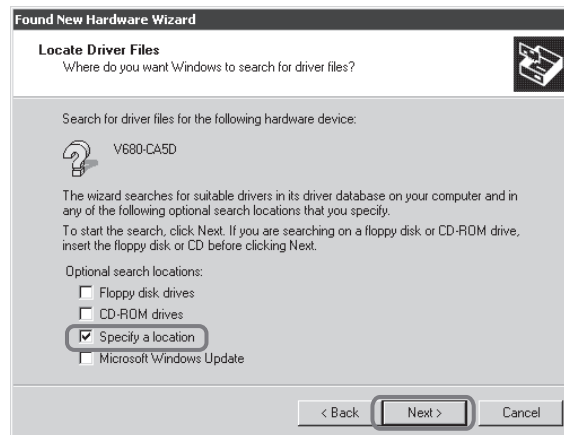 Found New Hardware Wizard
Locate Driver Files
Where do you want Windows to search for driver files?
Search for driver files for the following hardware device:
V680-CA5D
The wizard searches for suitable drivers in its driver database on your computer and in
any of the following optional search locations that you specify.
To start the search, click Next. If you are searching on a floppy disk or CD-ROM drive,
insert the floppy disk or CD before clicking Next.
Optional search locations:
Floppy disk drives
CD-ROM drives
Specify a location
Microsoft Windows Update
< Back Next > Cancel